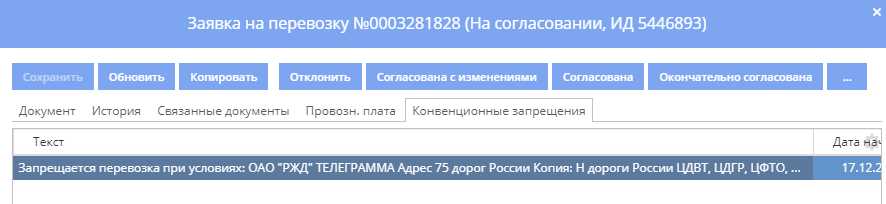 Заявка на перевозку №0003281828 (На согласовании, ИД 5446893)
Сохранить Обновить Копировать Отклонить Согласована с изменениями Согласована Окончательно согласована ...
Документ История Связанные документы Провозн. плата Конвенционные запрещения
Текст Дата нач
Запрещается перевозка при условиях: ОАО "РЖД" ТЕЛЕГРАММА Адрес 75 дорог России Копия: Н дороги России ЦДВТ, ЦДГР, ЦФТО, ... 17.12.2